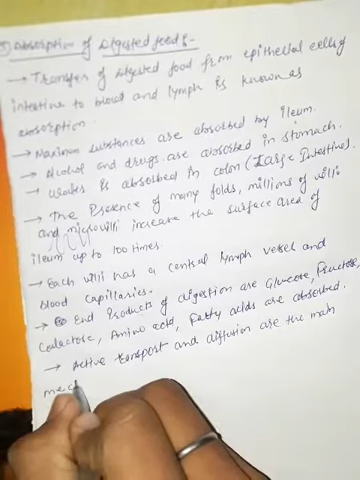 Absorption of Digested food :-
→ Transfer of digested food from epithelial cells of
intestine to blood and lymph is known as
absorption.
→ Maximum substances are absorbed by ileum.
→ Alcohol and drugs are absorbed in stomach.
→ Water is absorbed in colon (Large Intestine).
→ The Presence of many folds, millions of villi
and microvilli increase the surface area of
ileum up to 100 times.
→ Each villi has a central lymph vessel and
blood capillaries.
→ End Products of digestion are Glucose, Fructose,
Galactose, Amino acid, Fatty acids are absorbed.
→ Active transport and diffusion are the main
mec